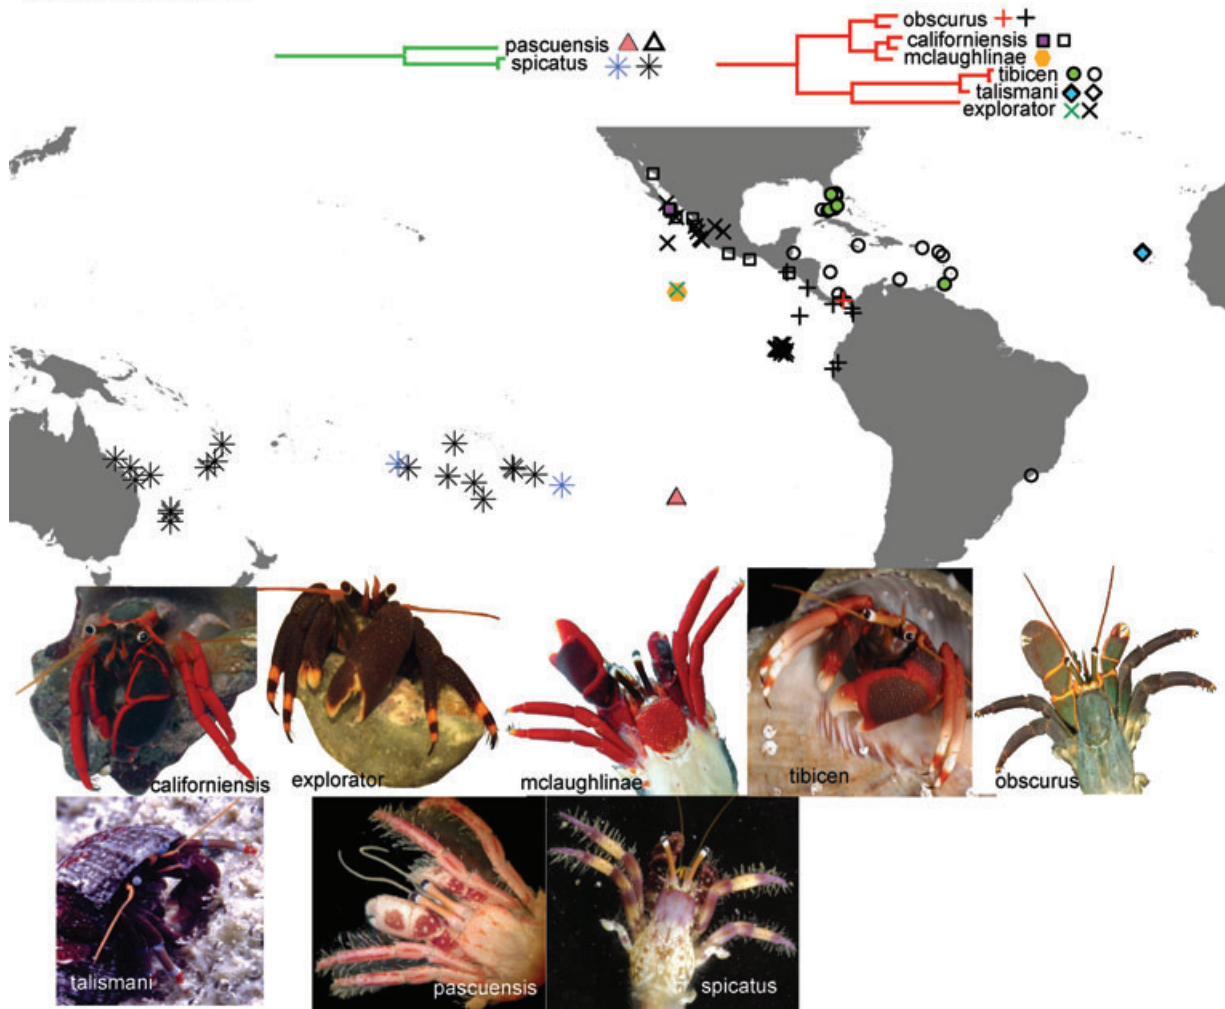 obscurus
pascuensis
californiensis
spicatus
mclaughlinae
tibicen
talismani
explorator
californiensis
explorator
mclaughlinae
tibicen
obscurus
talismani
pascuensis
spicatus